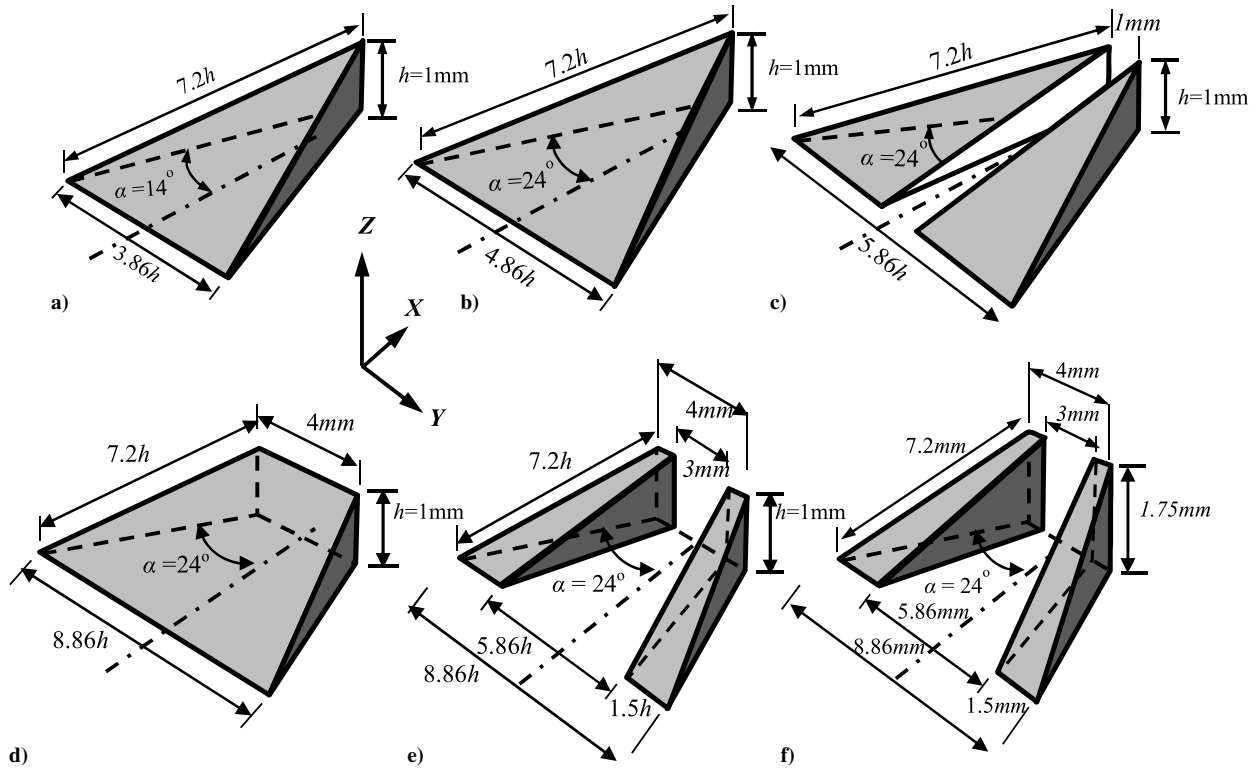 7.2h
h=1mm
α =14°
3.86h
a)
7.2h
h=1mm
α =24°
4.86h
b)
1mm
7.2h
h=1mm
α =24°
5.86h
c)
Z
X
Y
4mm
7.2h
h=1mm
α =24°
8.86h
d)
4mm
7.2h
3mm
h=1mm
α = 24°
5.86h
8.86h
1.5h
e)
4mm
3mm
7.2mm
1.75mm
α = 24°
5.86mm
8.86mm
1.5mm
f)